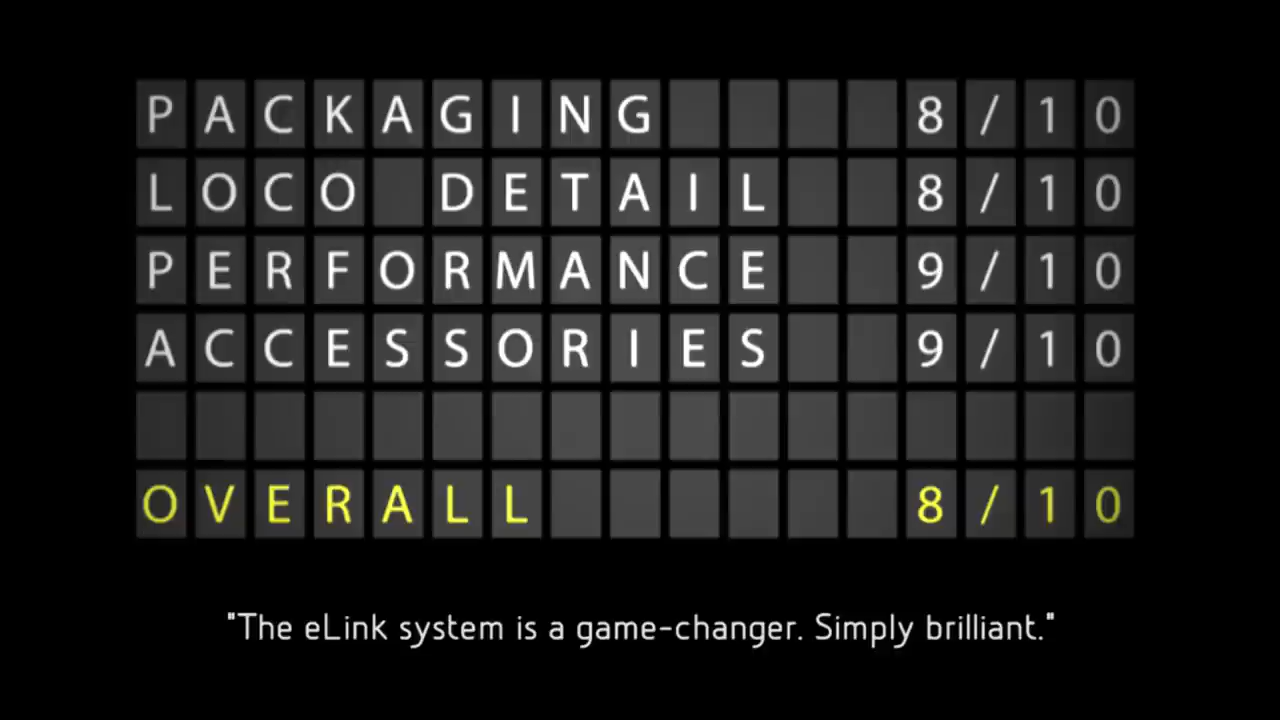 PACKAGING 8/10
LOCO DETAIL 8/10
PERFORMANCE 9/10
ACCESSORIES 9/10
OVERALL 8/10
"The eLink system is a game-changer. Simply brilliant."